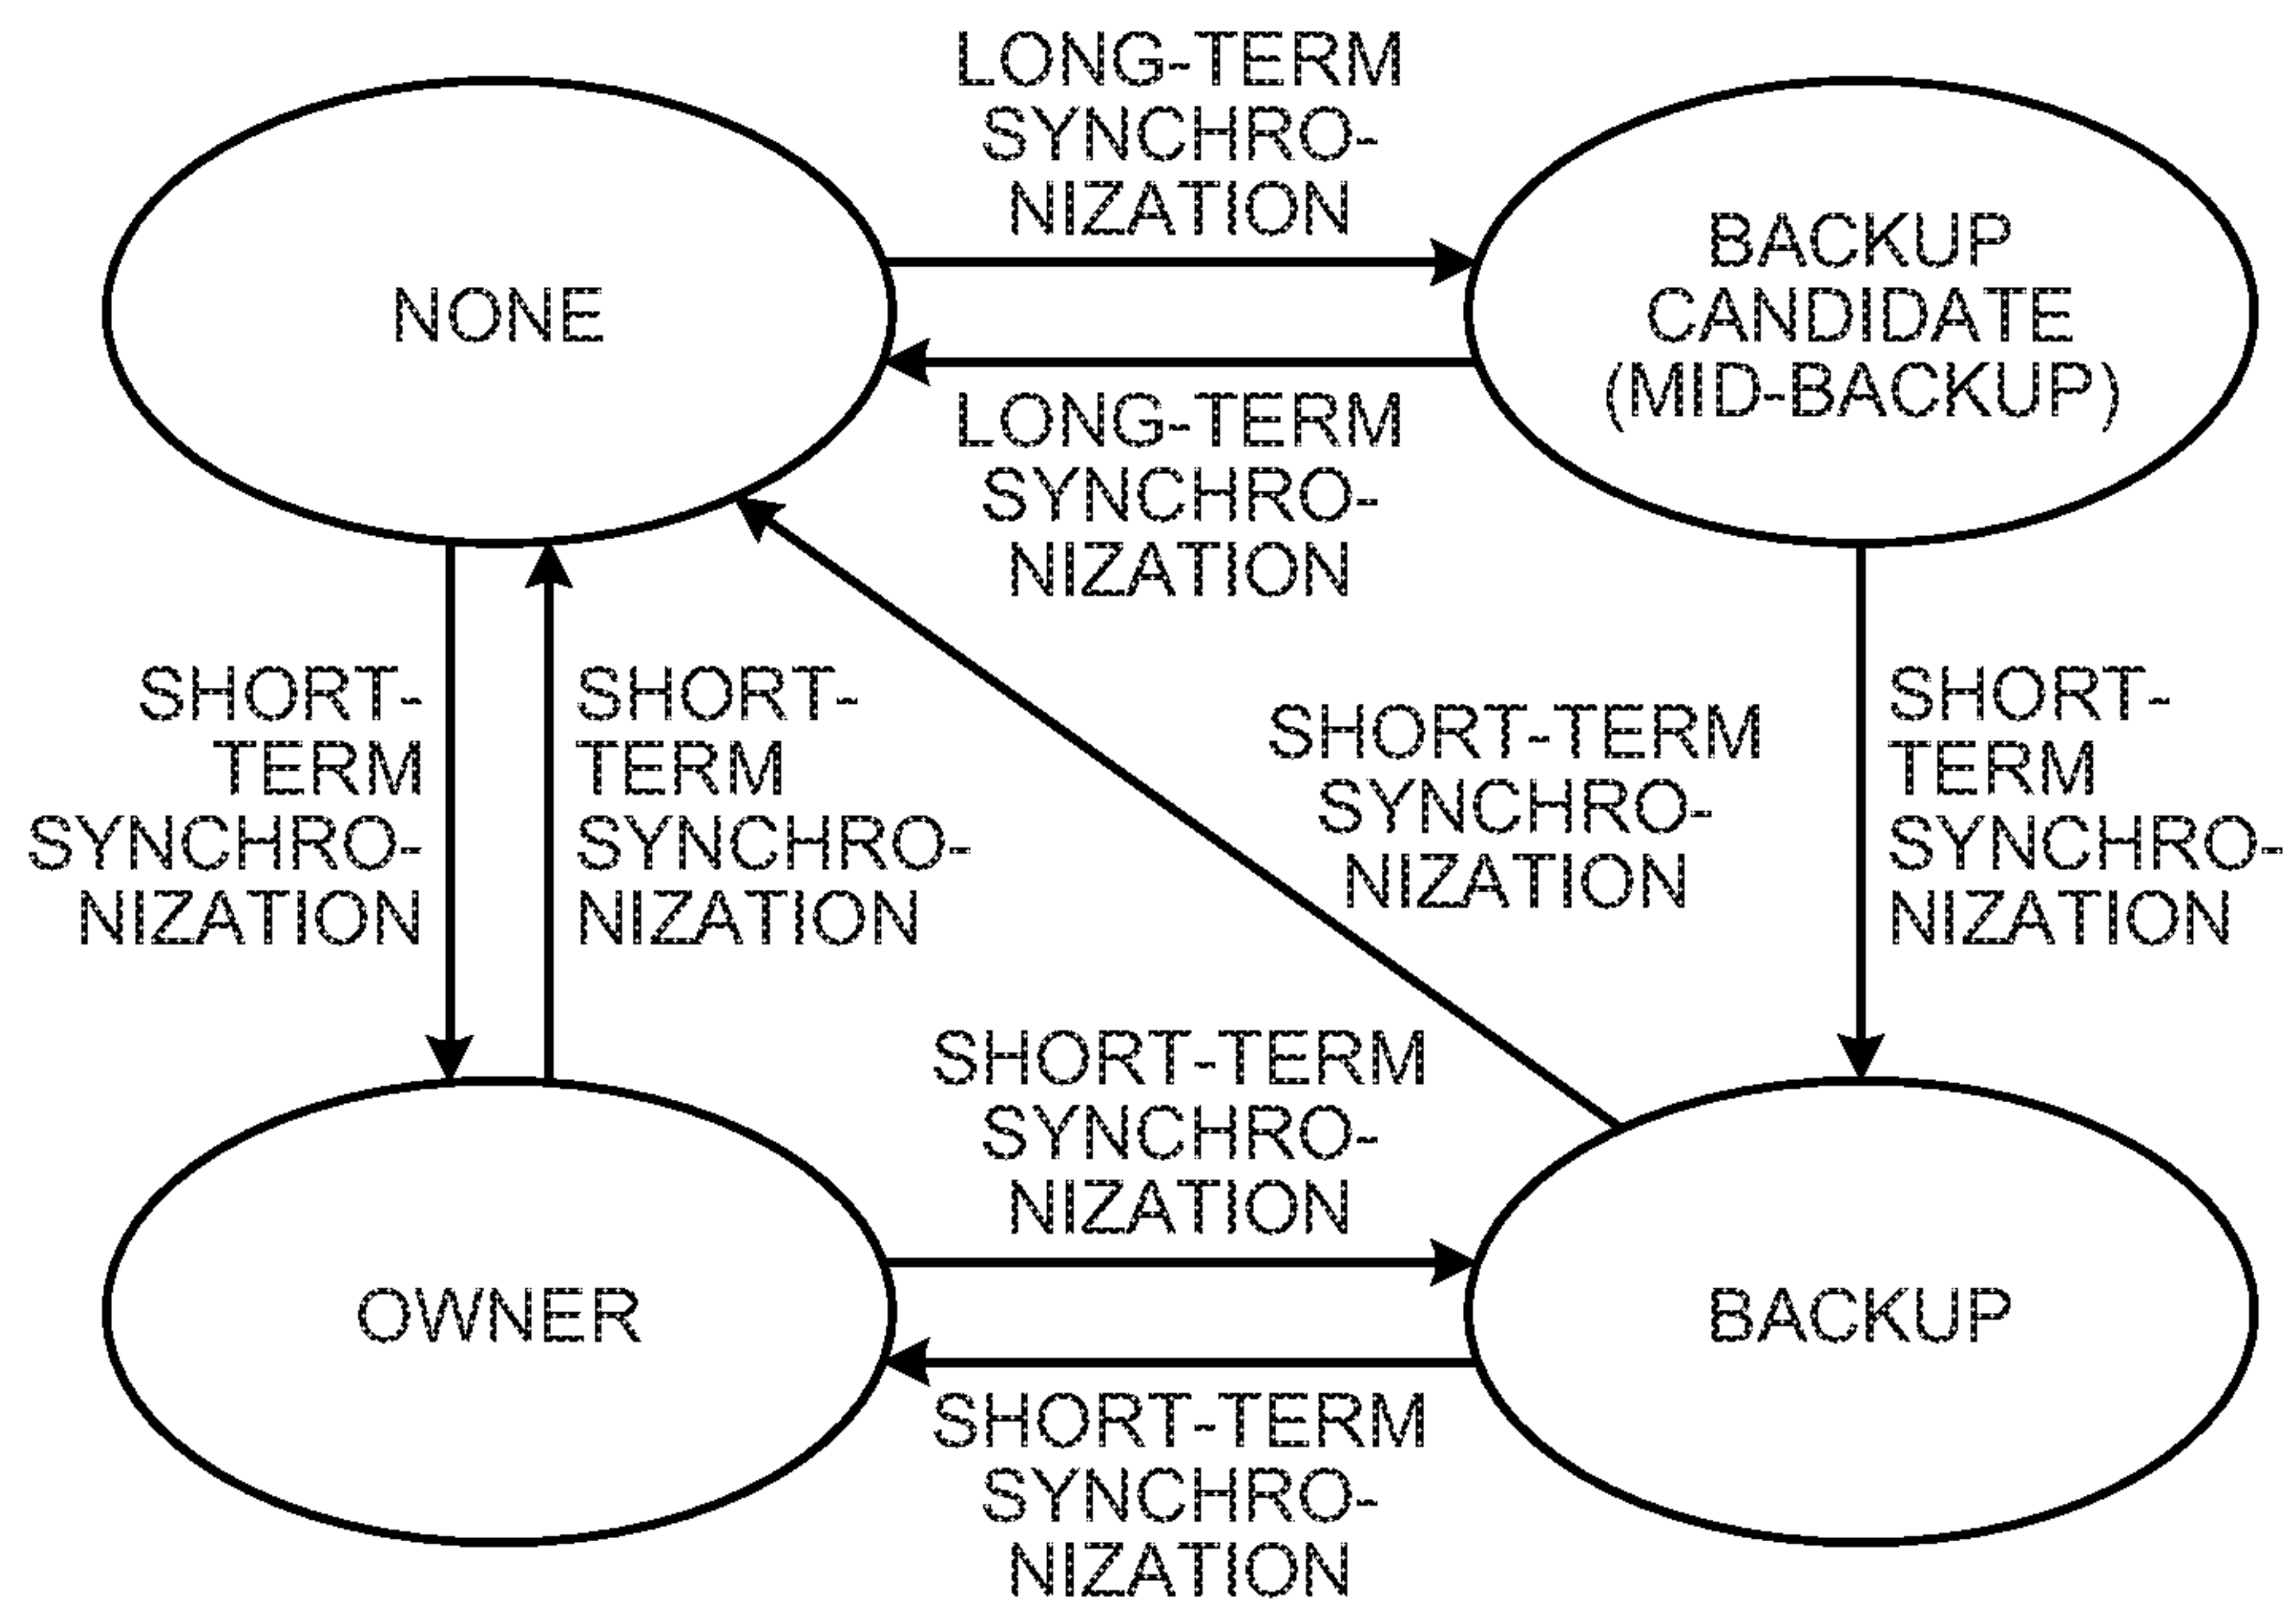 LONG-TERM
SYNCHRO-
NIZATION
NONE
BACKUP
CANDIDATE
(MID-BACKUP)
LONG-TERM
SYNCHRO-
NIZATION
SHORT-
TERM
SYNCHRO-
NIZATION
SHORT-
TERM
SYNCHRO-
NIZATION
SHORT-TERM
SYNCHRO-
NIZATION
SHORT-
TERM
SYNCHRO-
NIZATION
SHORT-TERM
SYNCHRO-
NIZATION
OWNER
BACKUP
SHORT-TERM
SYNCHRO-
NIZATION